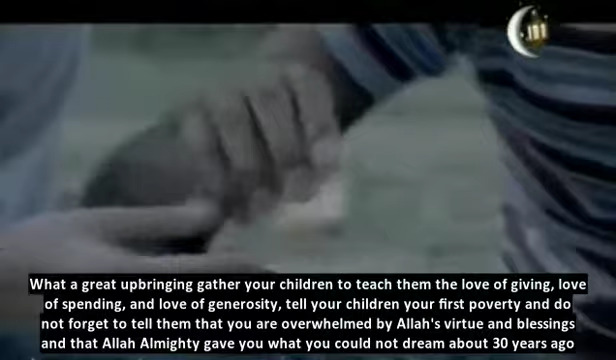 What a great upbringing gather your children to teach them the love of giving, love
of spending, and love of generosity, tell your children your first poverty and do
not forget to tell them that you are overwhelmed by Allah's virtue and blessings
and that Allah Almighty gave you what you could not dream about 30 years ago